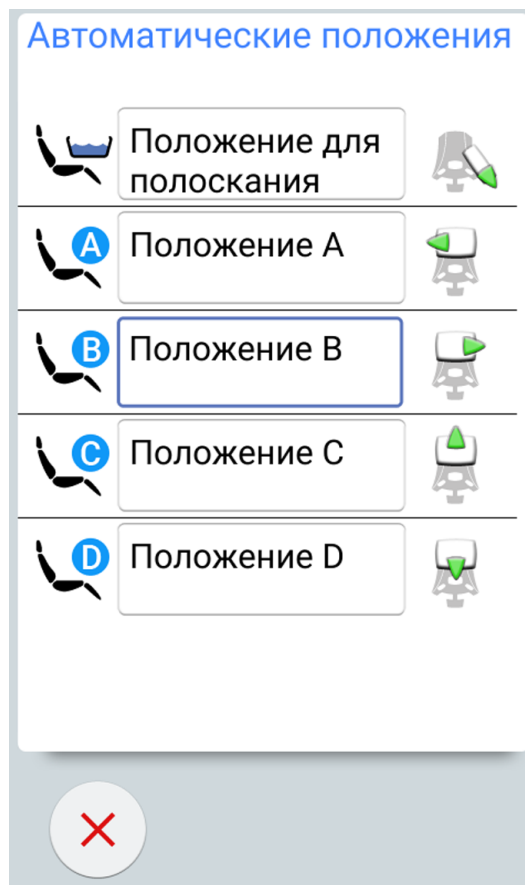 Автоматические положения
Положение для
полоскания
A
Положение A
B
Положение B
C
Положение C
D
Положение D